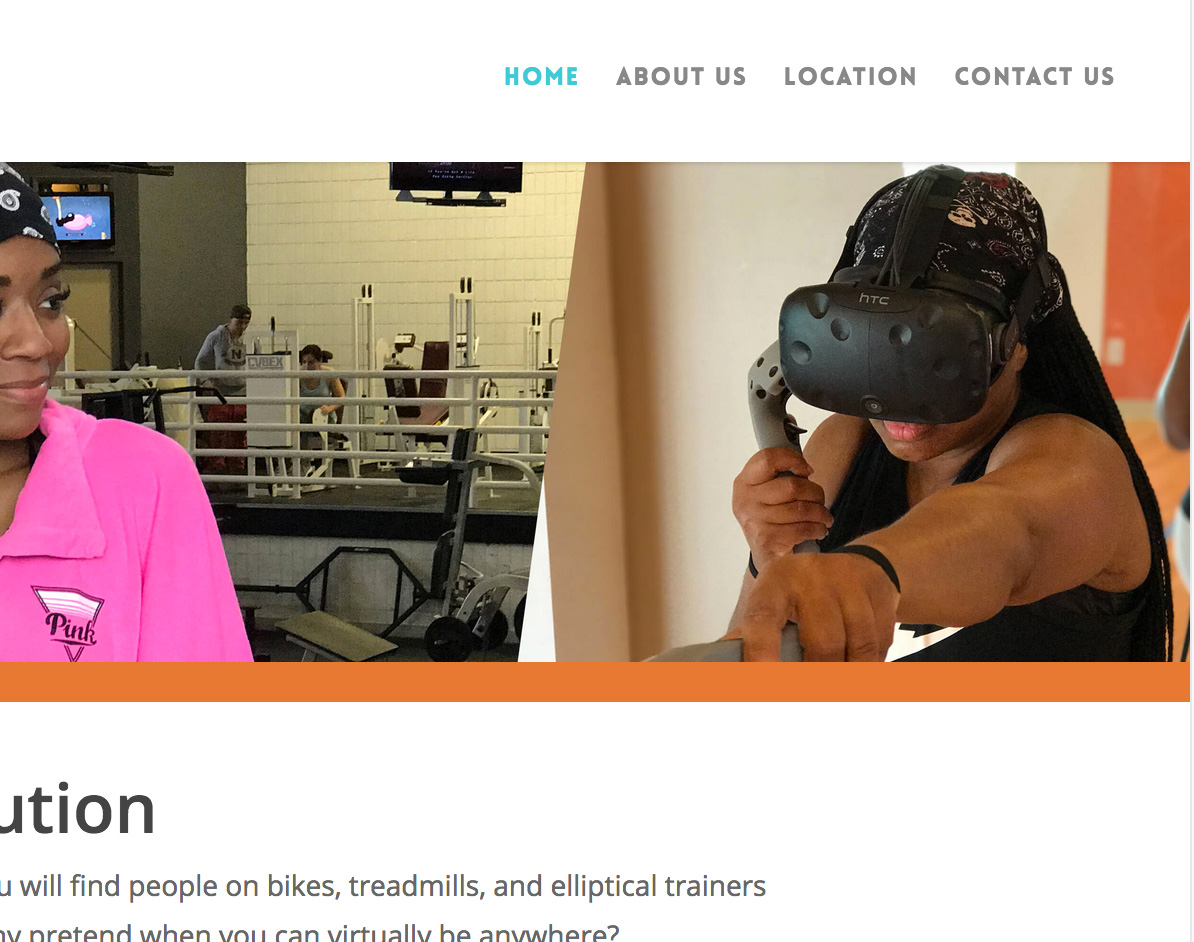 HOME ABOUT US LOCATION CONTACT US
hTC
N
CYBEX
Pink
ution
u will find people on bikes, treadmills, and elliptical trainers
ny pretend when you can virtually be anywhere?